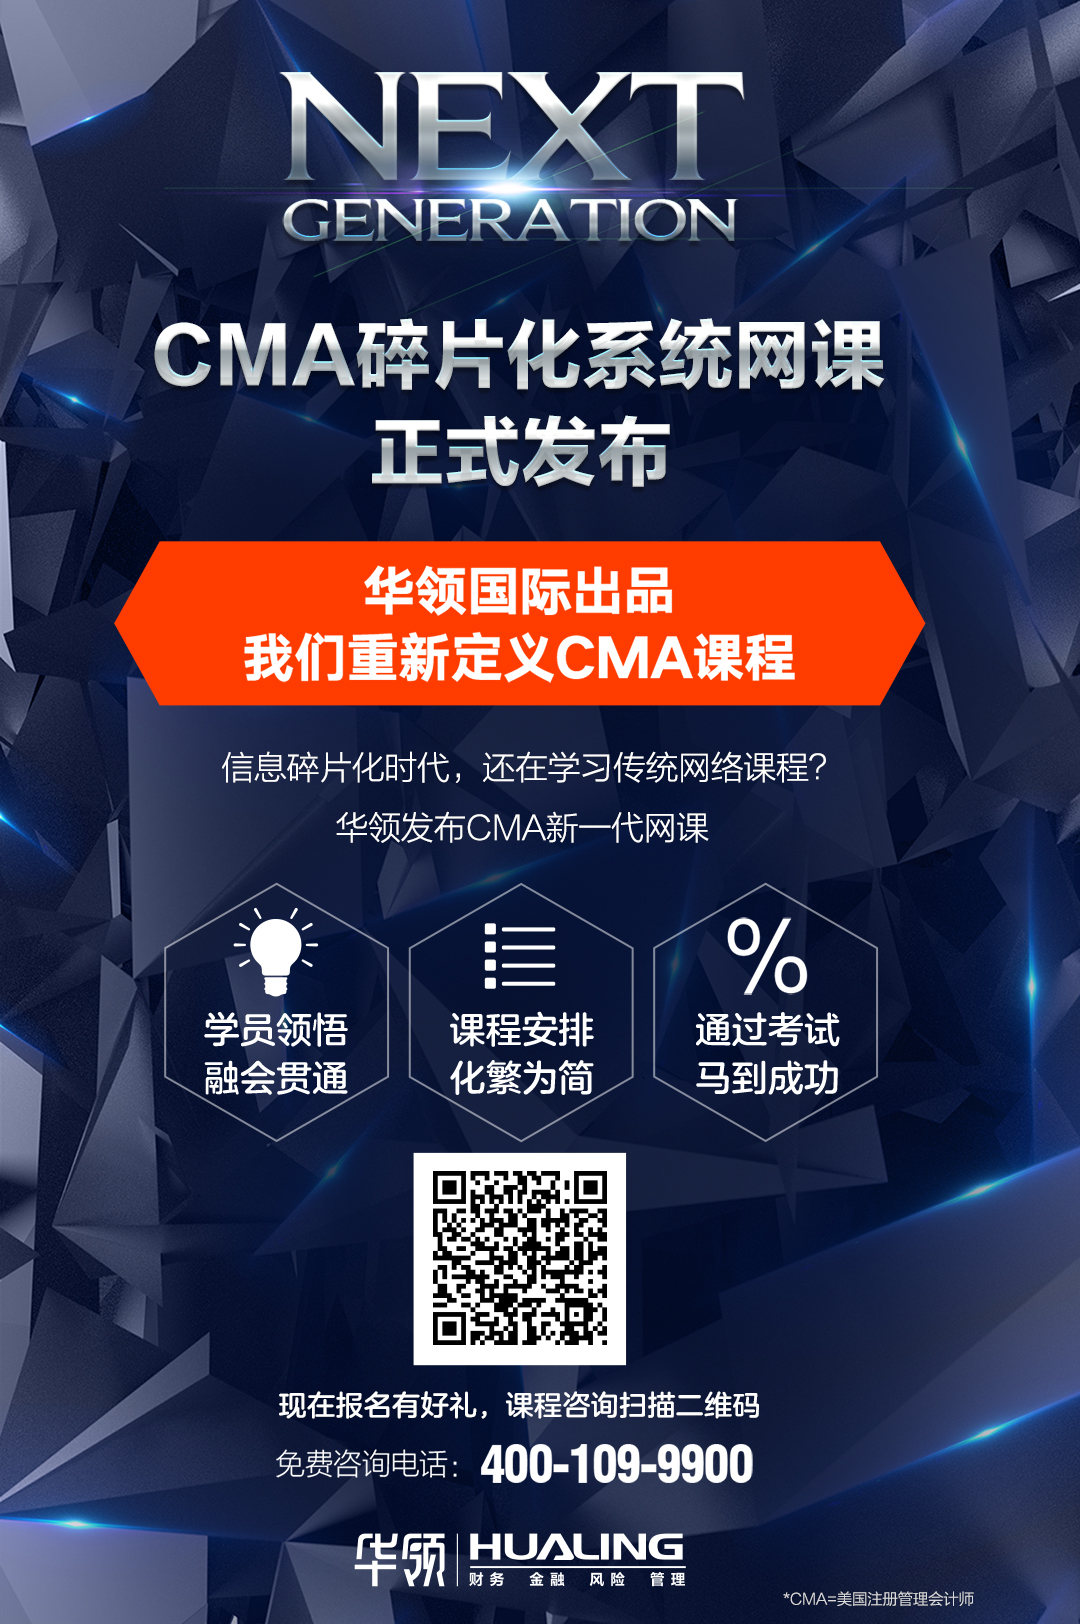 NEXT
GENERATION
CMA碎片化系统网课
正式发布
华领国际出品
我们重新定义CMA课程
信息碎片化时代，还在学习传统网络课程？
华领发布CMA新一代网课
学员领悟
融会贯通
课程安排
化繁为简
%
通过考试
马到成功
现在报名有好礼，课程咨询扫描二维码
免费咨询电话：400-109-9900
华领 HUALING
财务 金融 风险 管理
*CMA=美国注册管理会计师